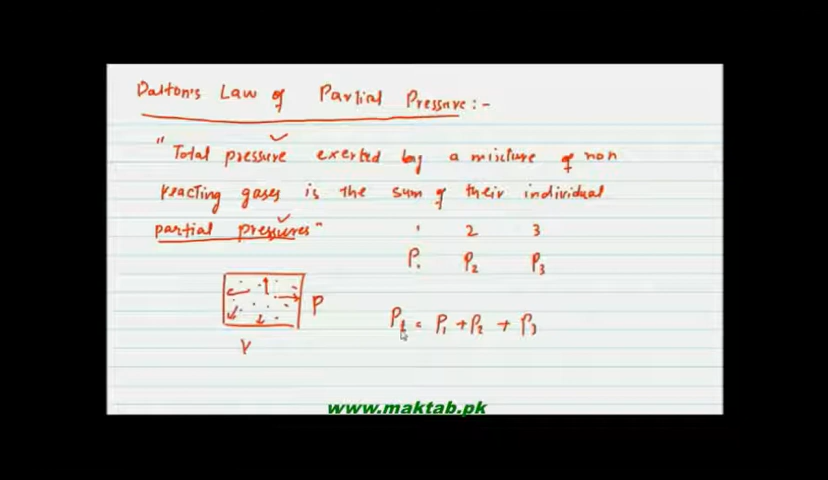 Dalton's Law of Partial Pressure:-
"Total pressure exerted by a mixture of non
reacting gases is the sum of their individual
partial pressures"
1 2 3
P₁ P₂ P₃
P
Pt = P₁ + P₂ + P₃
V
www.maktab.pk